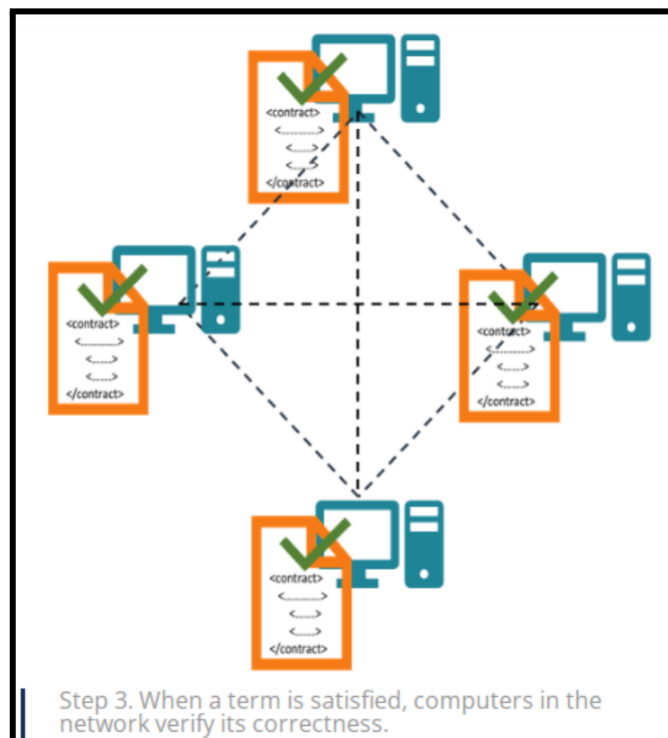 <contract>
<............>
<......>
<......>
</contract>
<contract>
<............>
<......>
<......>
</contract>
<contract>
<............>
<......>
<......>
</contract>
<contract>
<............>
<......>
<......>
</contract>
Step 3. When a term is satisfied, computers in the
network verify its correctness.